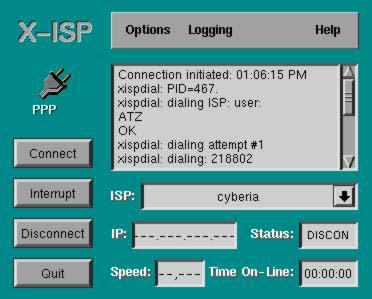 X-ISP
Options Logging Help
PPP
Connection initiated: 01:06:15 PM
xispdial: PID=467.
xispdial: dialing ISP: user:
ATZ
OK
xispdial: dialing attempt #1
xispdial: dialing: 218802
Connect
Interrupt
Disconnect
Quit
ISP: cyberia
IP: ---.---.---.--- Status: DISCON
Speed: --,--- Time On-Line: 00:00:00